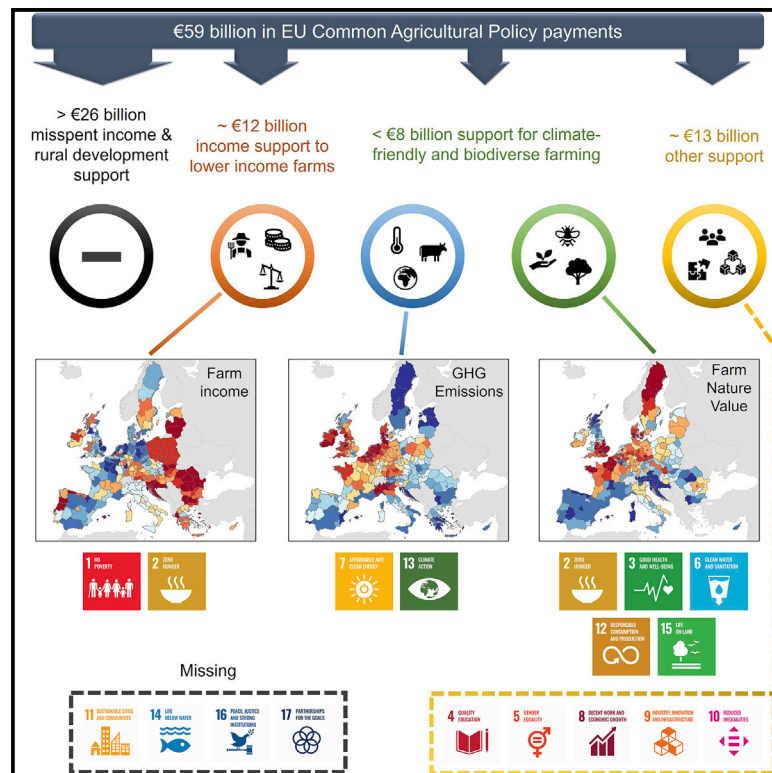 €59 billion in EU Common Agricultural Policy payments
> €26 billion
misspent income &
rural development
support
~ €12 billion
income support to
lower income farms
< €8 billion support for climate-
friendly and biodiverse farming
~ €13 billion
other support
Farm
income
GHG
Emissions
Farm
Nature
Value
1 NO
POVERTY
2 ZERO
HUNGER
7 AFFORDABLE AND
CLEAN ENERGY
13 CLIMATE
ACTION
2 ZERO
HUNGER
3 GOOD HEALTH
AND WELL-BEING
6 CLEAN WATER
AND SANITATION
12 RESPONSIBLE
CONSUMPTION
AND PRODUCTION
15 LIFE
ON LAND
Missing
11 SUSTAINABLE CITIES
AND COMMUNITIES
14 LIFE
BELOW WATER
16 PEACE, JUSTICE
AND STRONG
INSTITUTIONS
17 PARTNERSHIPS
FOR THE GOALS
4 QUALITY
EDUCATION
5 GENDER
EQUALITY
8 DECENT WORK AND
ECONOMIC GROWTH
9 INDUSTRY, INNOVATION
AND INFRASTRUCTURE
10 REDUCED
INEQUALITIES